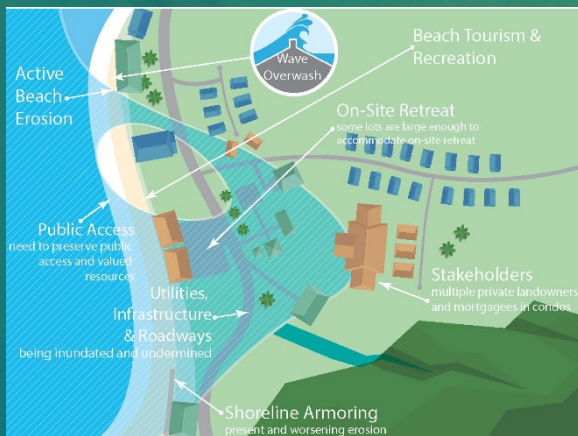 Wave
Overwash
Beach Tourism &
Recreation
Active
Beach
Erosion
On-Site Retreat
some lots are large enough to
accommodate on-site retreat
Public Access
need to preserve public
access and valued
resources
Stakeholders
multiple private landowners
and mortgagees in condos
Utilities,
Infrastructure
& Roadways
being inundated and undermined
Shoreline Armoring
present and worsening erosion